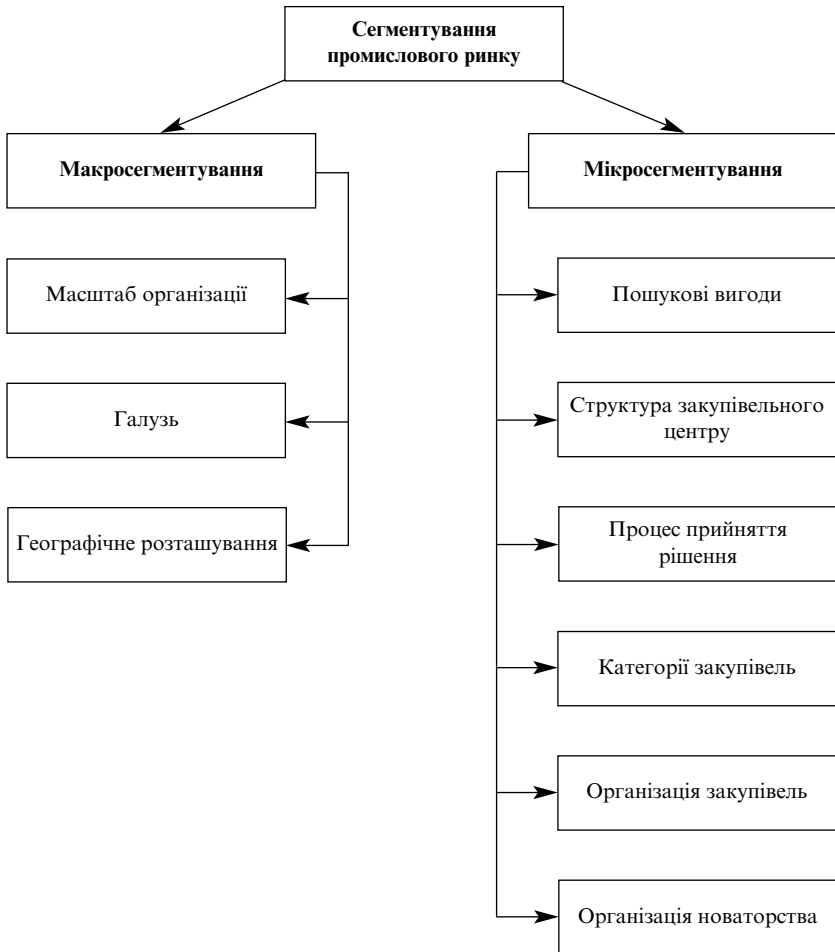 Сегментування
промислового ринку
Макросегментування
Масштаб організації
Галузь
Географічне розташування
Мікросегментування
Пошукові вигоди
Структура закупівельного
центру
Процес прийняття
рішення
Категорії закупівель
Організація закупівель
Організація новаторства